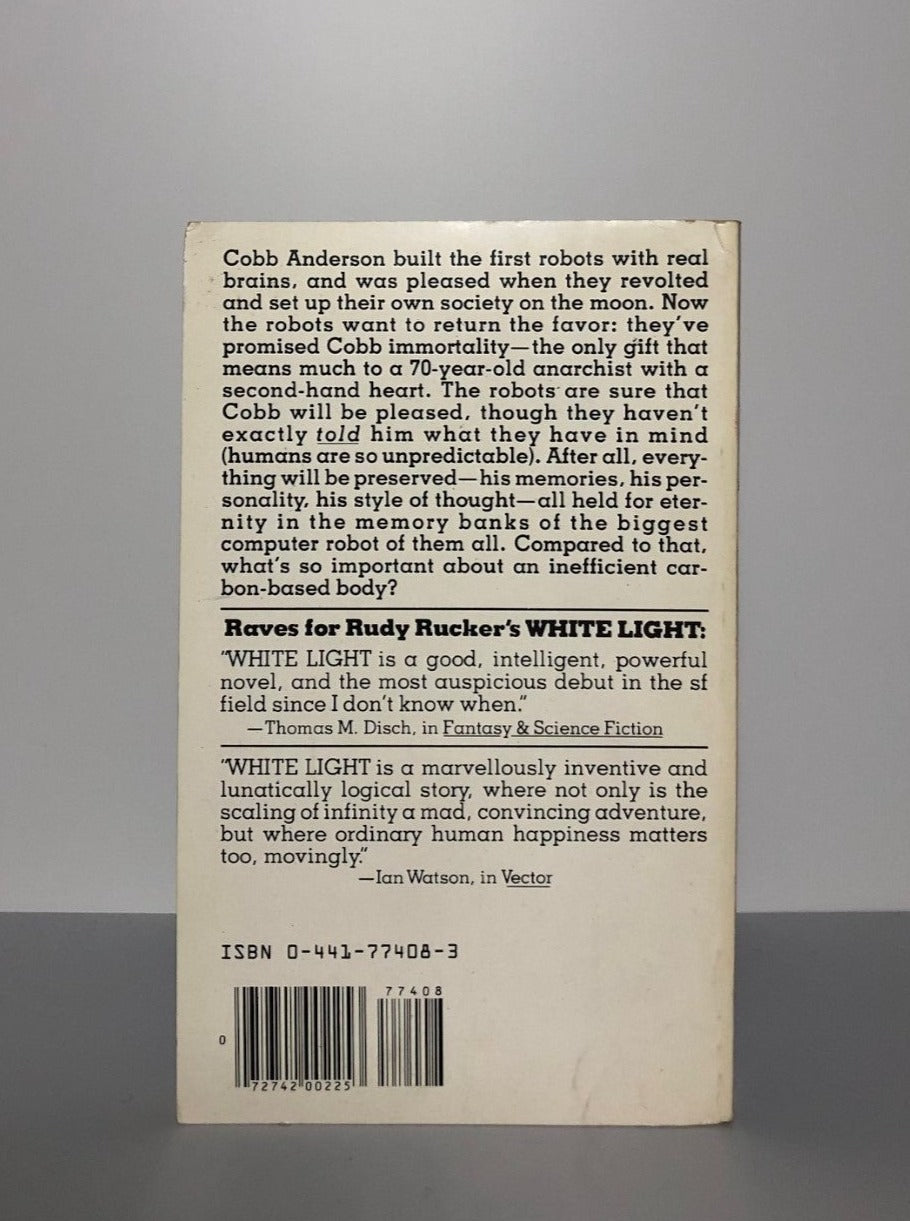 Cobb Anderson built the first robots with real
brains, and was pleased when they revolted
and set up their own society on the moon. Now
the robots want to return the favor: they've
promised Cobb immortality—the only gift that
means much to a 70-year-old anarchist with a
second-hand heart. The robots are sure that
Cobb will be pleased, though they haven't
exactly told him what they have in mind
(humans are so unpredictable). After all, every-
thing will be preserved—his memories, his per-
sonality, his style of thought—all held for eter-
nity in the memory banks of the biggest
computer robot of them all. Compared to that,
what's so important about an inefficient car-
bon-based body?
Raves for Rudy Rucker's WHITE LIGHT:
"WHITE LIGHT is a good, intelligent, powerful
novel, and the most auspicious debut in the sf
field since I don't know when."
—Thomas M. Disch, in Fantasy & Science Fiction
"WHITE LIGHT is a marvellously inventive and
lunatically logical story, where not only is the
scaling of infinity a mad, convincing adventure,
but where ordinary human happiness matters
too, movingly."
—Ian Watson, in Vector
ISBN 0-441-77408-3
77408
0
72742 00225